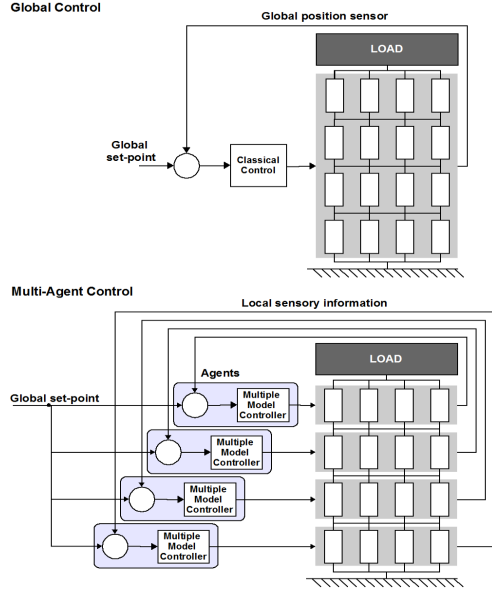 Global Control
Global position sensor
LOAD
Global
set-point
Classical
Control
Multi-Agent Control
Local sensory information
LOAD
Agents
Global set-point
Multiple
Model
Controller
Multiple
Model
Controller
Multiple
Model
Controller
Multiple
Model
Controller